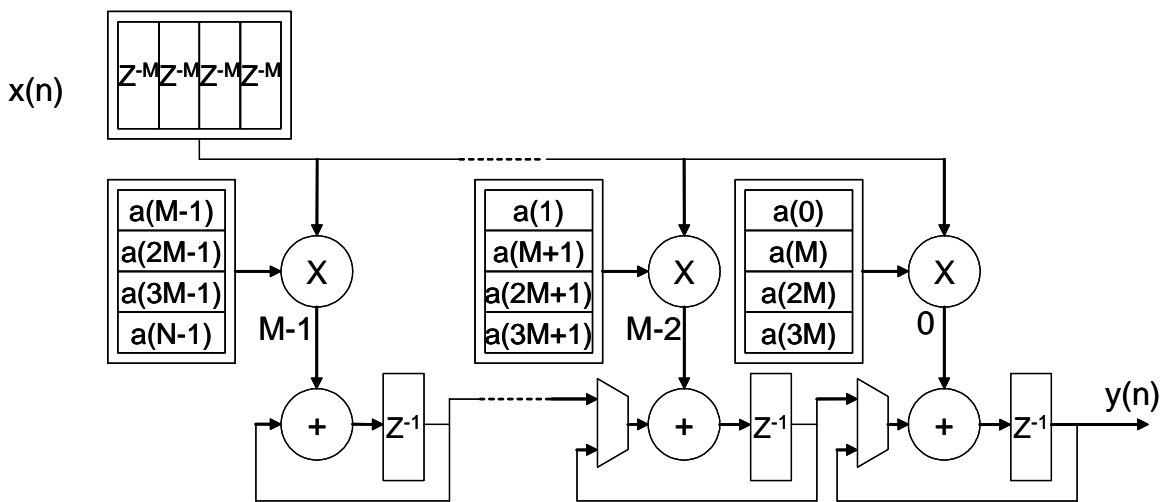 x(n)
Z-M Z-M Z-M Z-M
a(M-1)
a(2M-1)
a(3M-1)
a(N-1)
X
M-1
a(1)
a(M+1)
a(2M+1)
a(3M+1)
X
M-2
a(0)
a(M)
a(2M)
a(3M)
X
0
+
Z-1
+
Z-1
+
Z-1
y(n)